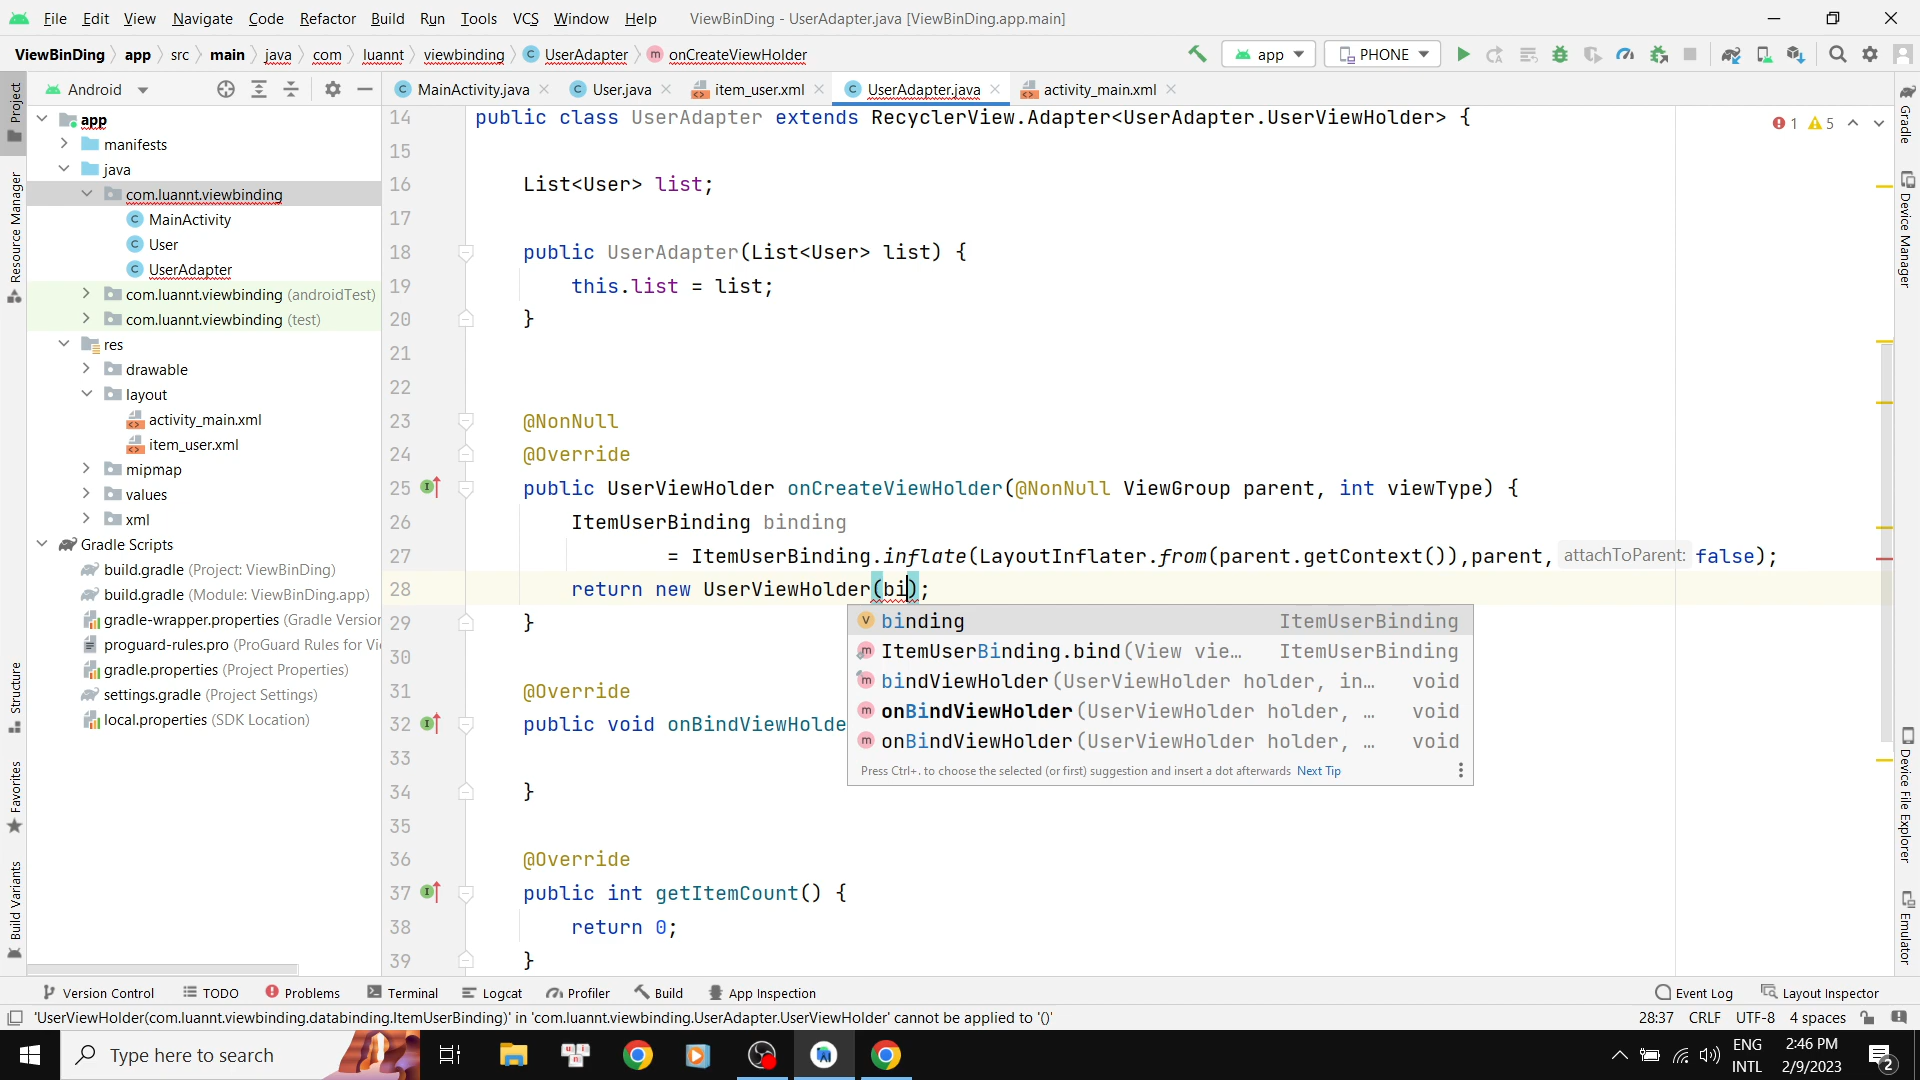 File Edit View Navigate Code Refactor Build Run Tools VCS Window Help ViewBinDing - UserAdapter.java [ViewBinDing.app.main]
ViewBinDing app src main java com luannt viewbinding UserAdapter onCreateViewHolder app PHONE
Android MainActivity.java User.java item_user.xml UserAdapter.java activity_main.xml
Project
Resource Manager
Structure
Favorites
Build Variants
app
manifests
java
com.luannt.viewbinding
MainActivity
User
UserAdapter
com.luannt.viewbinding (androidTest)
com.luannt.viewbinding (test)
res
drawable
layout
activity_main.xml
item_user.xml
mipmap
values
xml
Gradle Scripts
build.gradle (Project: ViewBinDing)
build.gradle (Module: ViewBinDing.app)
gradle-wrapper.properties (Gradle Version
proguard-rules.pro (ProGuard Rules for Vi
gradle.properties (Project Properties)
settings.gradle (Project Settings)
local.properties (SDK Location)
14 public class UserAdapter extends RecyclerView.Adapter<UserAdapter.UserViewHolder> { 1 5
15
16 List<User> list;
17
18 public UserAdapter(List<User> list) {
19 this.list = list;
20 }
21
22
23 @NonNull
24 @Override
25 public UserViewHolder onCreateViewHolder(@NonNull ViewGroup parent, int viewType) {
26 ItemUserBinding binding
27 = ItemUserBinding.inflate(LayoutInflater.from(parent.getContext()),parent, attachToParent: false);
28 return new UserViewHolder(bi);
29 }
30
31 @Override
32 public void onBindViewHolde
33
34 }
35
36 @Override
37 public int getItemCount() {
38 return 0;
39 }
binding ItemUserBinding
ItemUserBinding.bind(View vie… ItemUserBinding
bindViewHolder(UserViewHolder holder, in… void
onBindViewHolder(UserViewHolder holder, … void
onBindViewHolder(UserViewHolder holder, … void
Press Ctrl+. to choose the selected (or first) suggestion and insert a dot afterwards Next Tip
Gradle
Device Manager
Device File Explorer
Emulator
Version Control TODO Problems Terminal Logcat Profiler Build App Inspection Event Log Layout Inspector
'UserViewHolder(com.luannt.viewbinding.databinding.ItemUserBinding)' in 'com.luannt.viewbinding.UserAdapter.UserViewHolder' cannot be applied to '()' 28:37 CRLF UTF-8 4 spaces
Type here to search
ENG
INTL
2:46 PM
2/9/2023
2